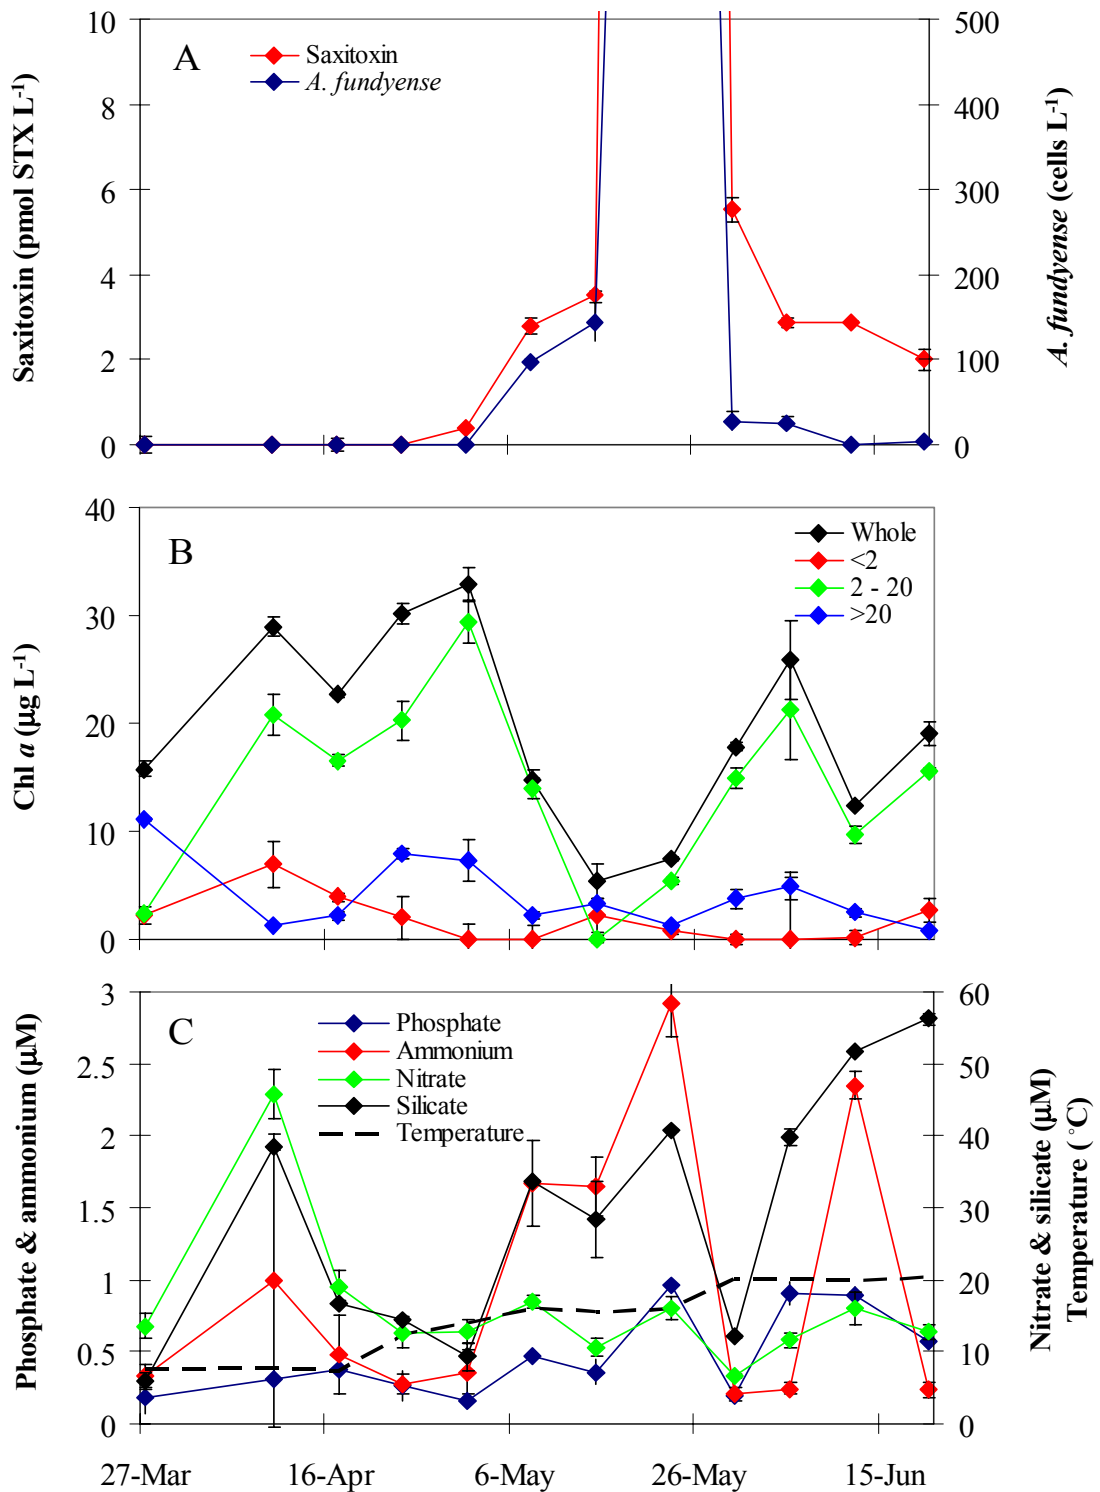 A
Saxitoxin
A. fundyense
Saxitoxin (pmol STX L-1)
10
8
6
4
2
0
500
400
300
200
100
0
A. fundyense (cells L-1)
B
Whole
<2
2 - 20
>20
Chl a (µg L-1)
40
30
20
10
0
C
Phosphate
Ammonium
Nitrate
Silicate
Temperature
Phosphate & ammonium (µM)
3
2.5
2
1.5
1
0.5
0
60
50
40
30
20
10
0
Nitrate & silicate (µM)
Temperature (°C)
27-Mar
16-Apr
6-May
26-May
15-Jun